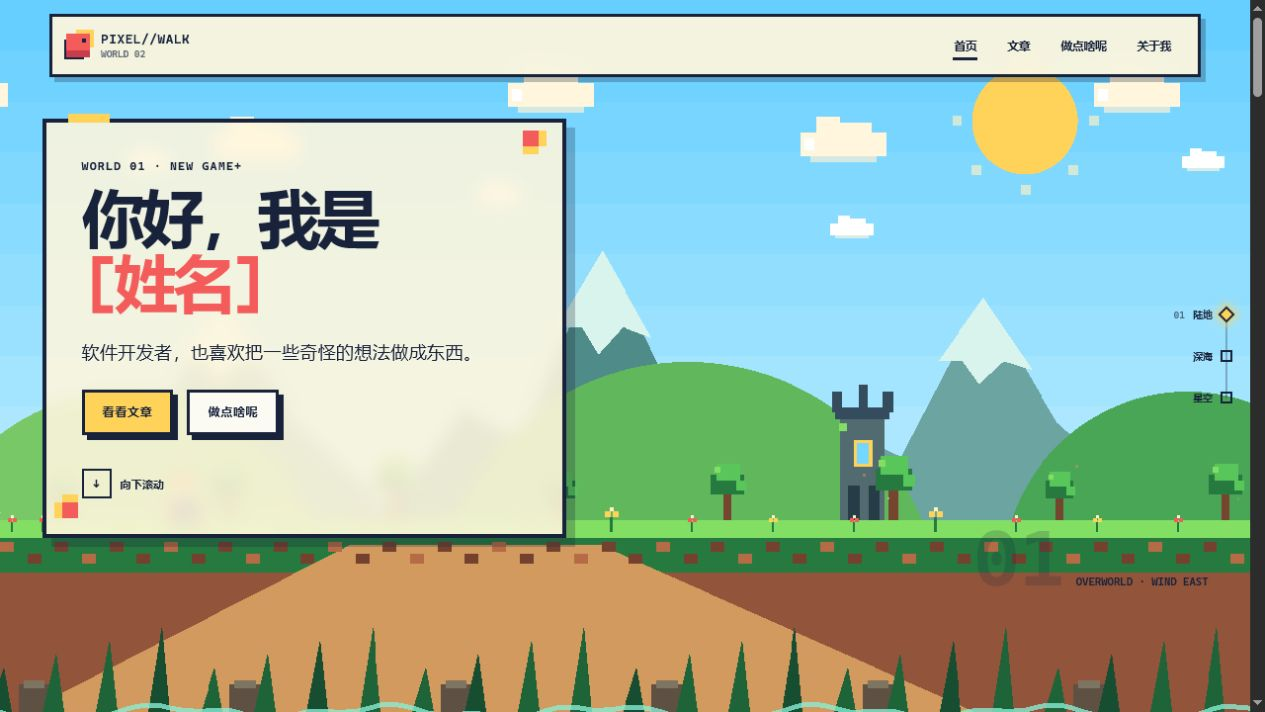 PIXEL//WALK
WORLD 02
首页
文章
做点啥呢
关于我
WORLD 01 · NEW GAME+
你好，我是
[姓名]
软件开发者，也喜欢把一些奇怪的想法做成东西。
看看文章
做点啥呢
↓ 向下滚动
01 陆地
深海
星空
01
OVERWORLD · WIND EAST